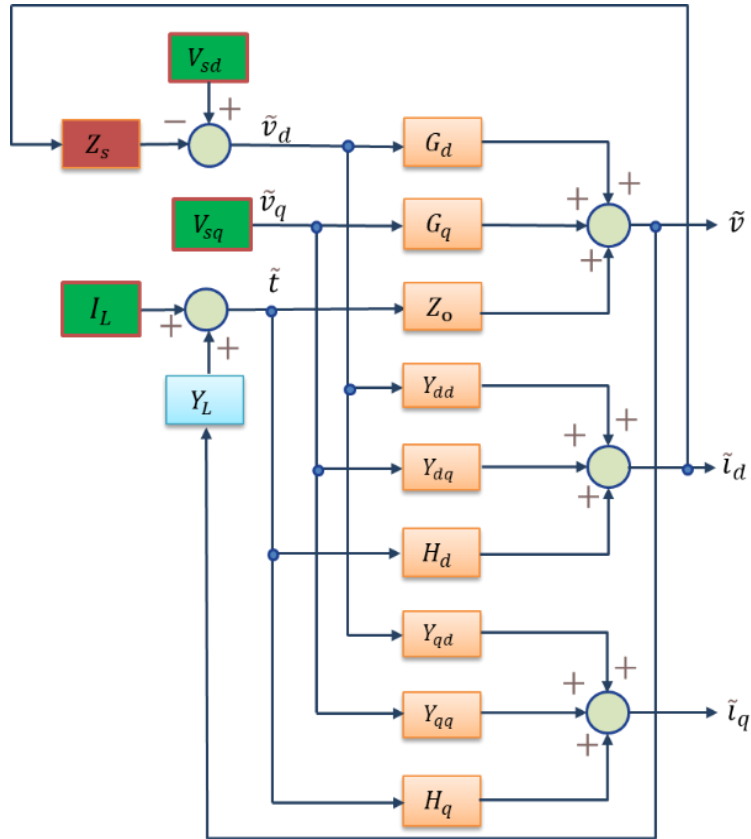 V_sd
− +
Z_s ṽ_d G_d
+ +
V_sq ṽ_q G_q ṽ
+
I_L t̃ Z_o
+ +
Y_L Y_dd
+ +
Y_dq ĩ_d
+
H_d
Y_qd
+ +
Y_qq ĩ_q
+
H_q